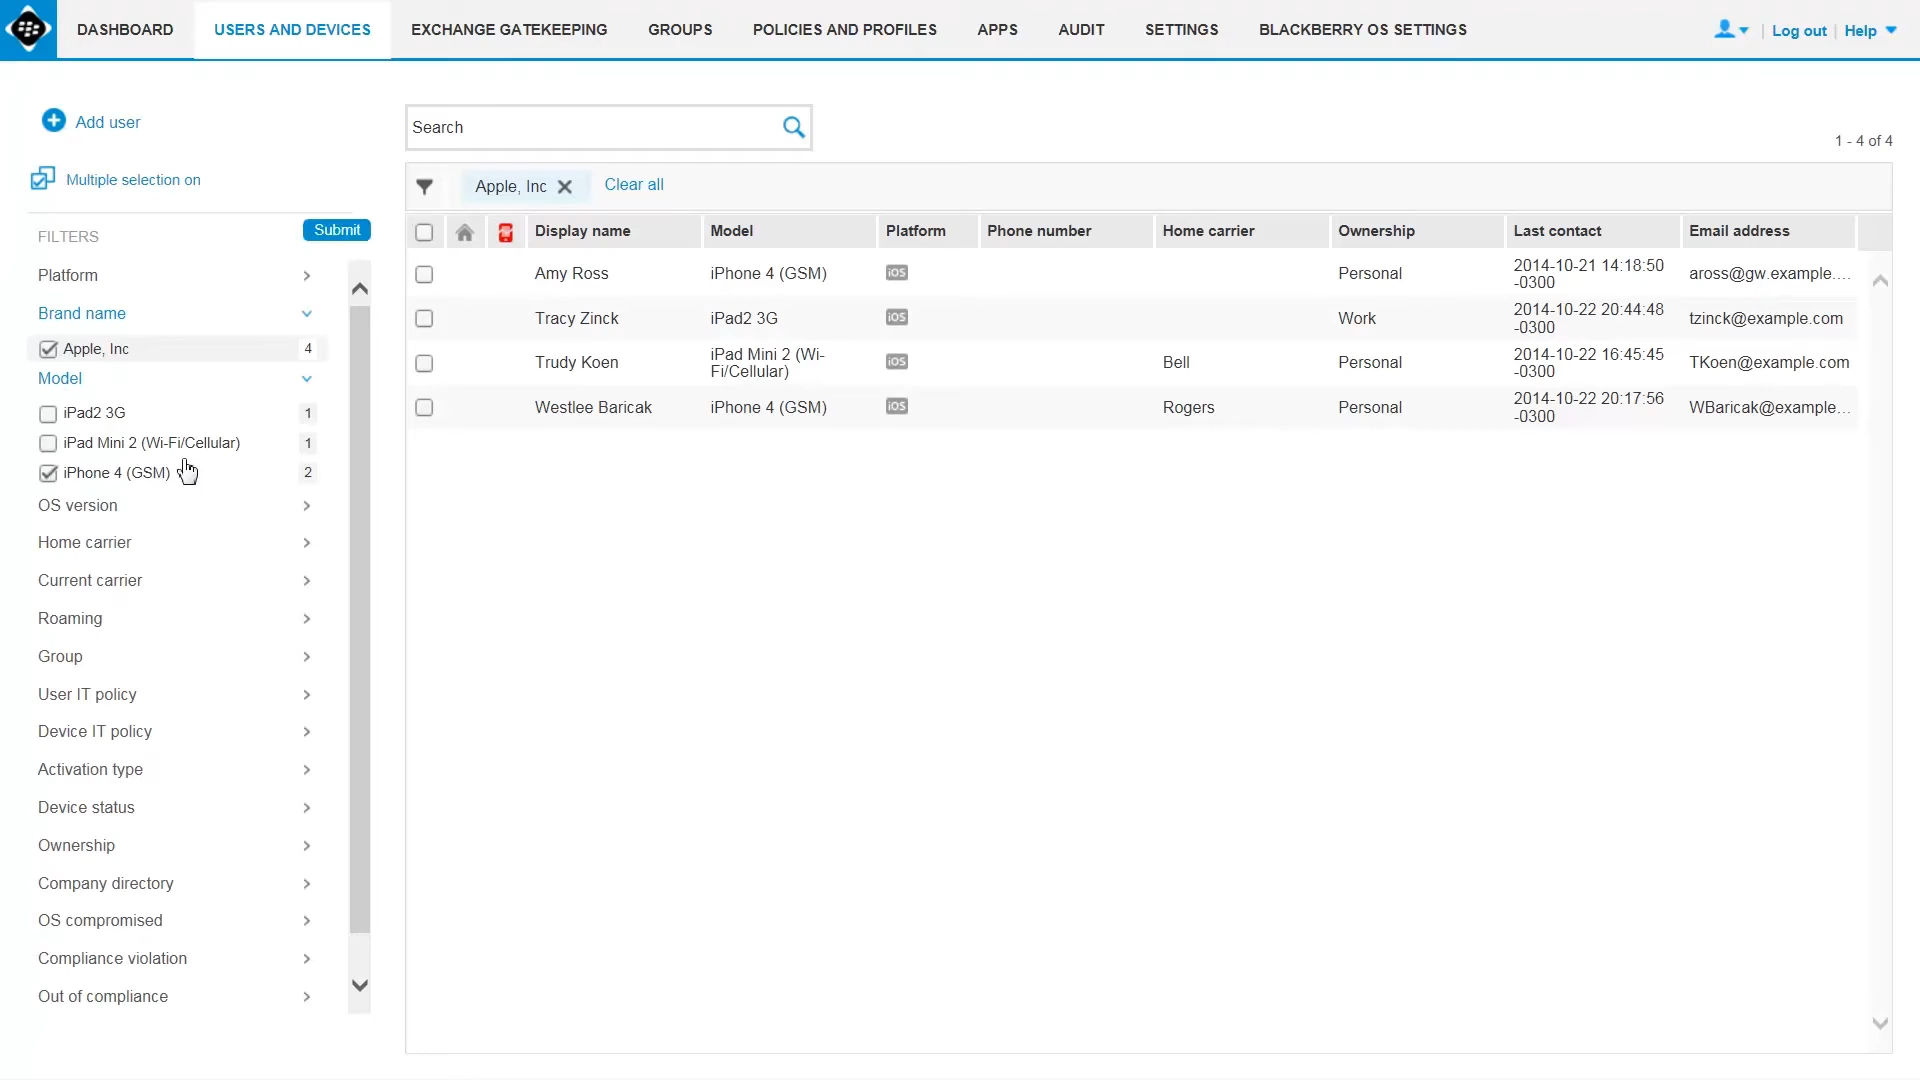 DASHBOARD USERS AND DEVICES EXCHANGE GATEKEEPING GROUPS POLICIES AND PROFILES APPS AUDIT SETTINGS BLACKBERRY OS SETTINGS Log out Help
Add user
Search
1 - 4 of 4
Multiple selection on
Apple, Inc Clear all
FILTERS Submit
Display name Model Platform Phone number Home carrier Ownership Last contact Email address
Platform
Amy Ross iPhone 4 (GSM) iOS Personal 2014-10-21 14:18:50 aross@gw.example....
-0300
Brand name
Tracy Zinck iPad2 3G iOS Work 2014-10-22 20:44:48 tzinck@example.com
-0300
Apple, Inc 4
Trudy Koen iPad Mini 2 (Wi- iOS Bell Personal 2014-10-22 16:45:45 TKoen@example.com
Fi/Cellular) -0300
Model
Westlee Baricak iPhone 4 (GSM) iOS Rogers Personal 2014-10-22 20:17:56 WBaricak@example...
-0300
iPad2 3G 1
iPad Mini 2 (Wi-Fi/Cellular) 1
iPhone 4 (GSM) 2
OS version
Home carrier
Current carrier
Roaming
Group
User IT policy
Device IT policy
Activation type
Device status
Ownership
Company directory
OS compromised
Compliance violation
Out of compliance